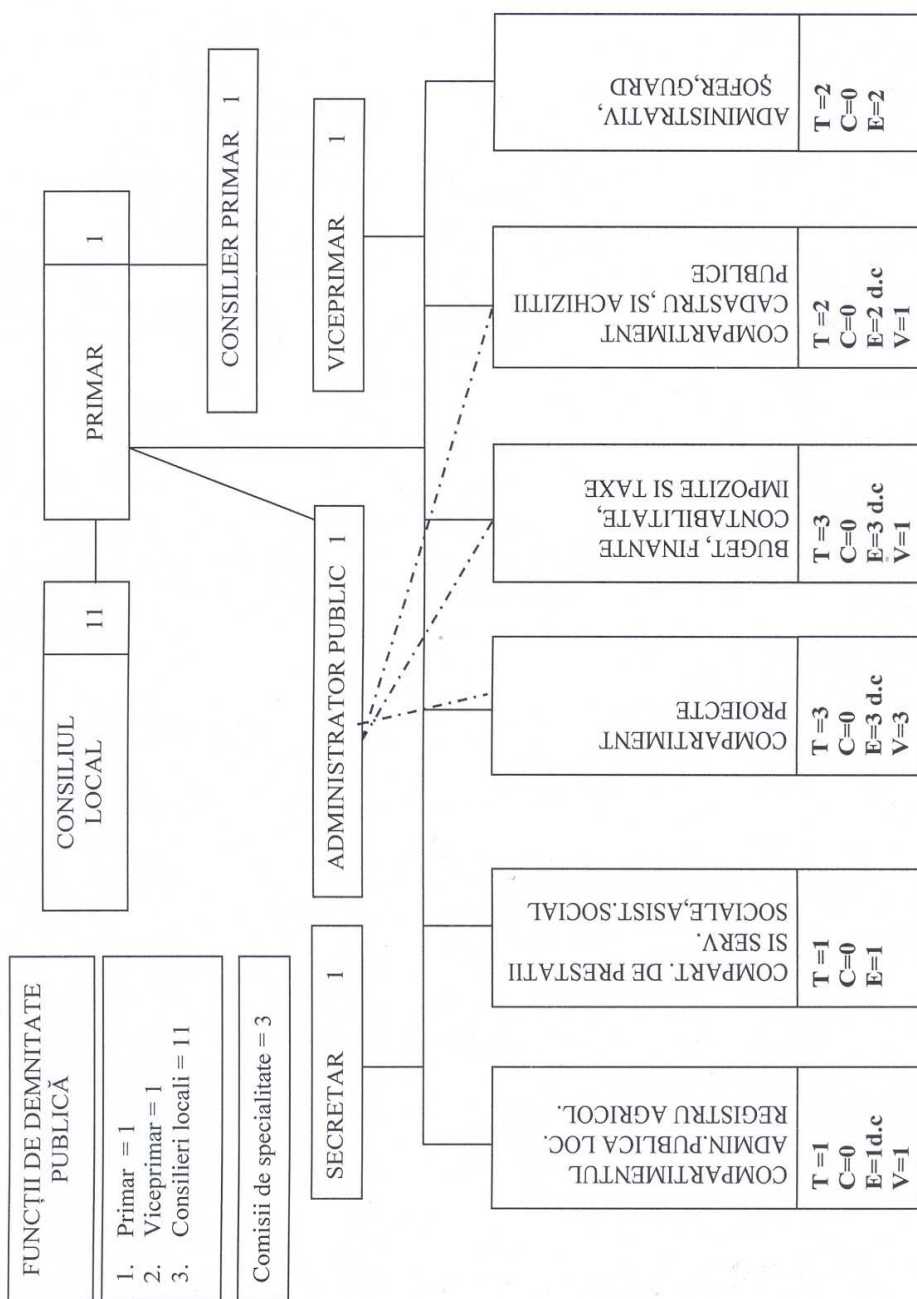 FUNCȚII DE DEMNITATE
PUBLICĂ
1. Primar = 1
2. Viceprimar = 1
3. Consilieri locali = 11
Comisii de specialitate = 3
CONSILIUL
LOCAL
11
PRIMAR
1
CONSILIER PRIMAR 1
SECRETAR 1
ADMINISTRATOR PUBLIC 1
VICEPRIMAR 1
COMPARTIMENTUL
ADMIN.PUBLICA LOC.
REGISTRU AGRICOL.
T =1
C=0
E=1d.c
V=1
COMPART. DE PRESTATII
SI SERV.
SOCIALE,ASIST.SOCIAL
T =1
C=0
E=1
COMPARTIMENT
PROIECTE
T =3
C=0
E=3 d.c
V=3
BUGET, FINANTE
CONTABILITATE,
IMPOZITE SI TAXE
T =3
C=0
E=3 d.c
V=1
COMPARTIMENT
CADASTRU ,SI ACHIZITII
PUBLICE
T =2
C=0
E=2 d.c
V=1
ADMINISTRATIV,
ȘOFER,GUARD
T =2
C=0
E=2